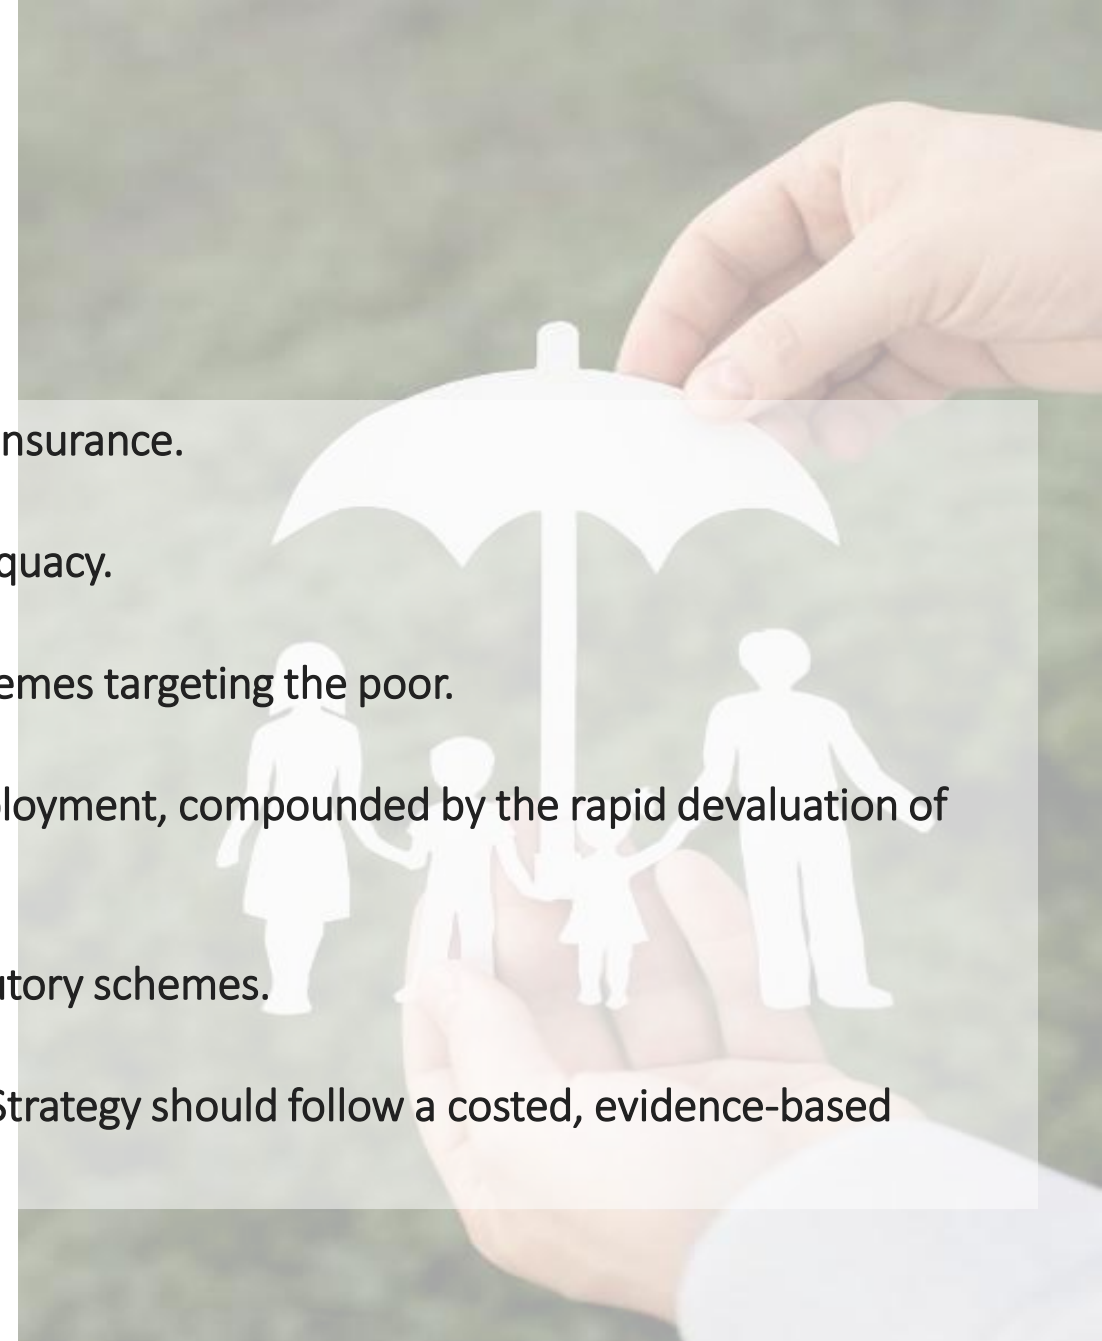 nsurance.
quacy.
emes targeting the poor.
loyment, compounded by the rapid devaluation of
utory schemes.
Strategy should follow a costed, evidence-based